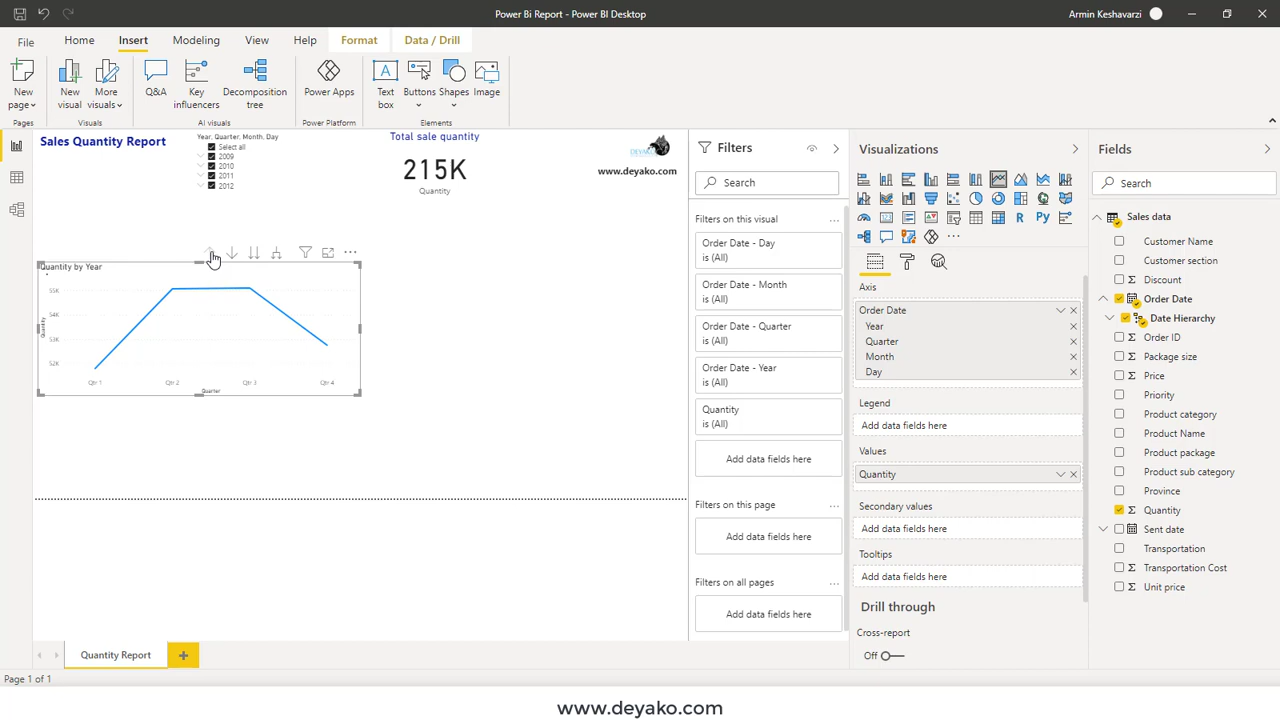 Power Bi Report - Power BI Desktop
Armin Keshavarzi
File
Home
Insert
Modeling
View
Help
Format
Data / Drill
New page
New visual
More visuals
Q&A
Key influencers
Decomposition tree
Power Apps
Text box
Buttons
Shapes
Image
Pages
Visuals
AI visuals
Power Platform
Elements
Sales Quantity Report
Year, Quarter, Month, Day
Select all
2009
2010
2011
2012
Total sale quantity
215K
Quantity
DEYAKO
www.deyako.com
Quantity by Year
55K
54K
53K
52K
Quantity
Qtr 1
Qtr 2
Qtr 3
Qtr 4
Quarter
Filters
Search
Filters on this visual
Order Date - Day
is (All)
Order Date - Month
is (All)
Order Date - Quarter
is (All)
Order Date - Year
is (All)
Quantity
is (All)
Add data fields here
Filters on this page
Add data fields here
Filters on all pages
Add data fields here
Visualizations
R
Py
Axis
Order Date
Year
Quarter
Month
Day
Legend
Add data fields here
Values
Quantity
Secondary values
Add data fields here
Tooltips
Add data fields here
Drill through
Cross-report
Off
Fields
Search
Sales data
Customer Name
Customer section
Σ Discount
Order Date
Date Hierarchy
Order ID
Package size
Σ Price
Priority
Product category
Product Name
Product package
Product sub category
Province
Σ Quantity
Sent date
Transportation
Σ Transportation Cost
Σ Unit price
Quantity Report
Page 1 of 1
www.deyako.com